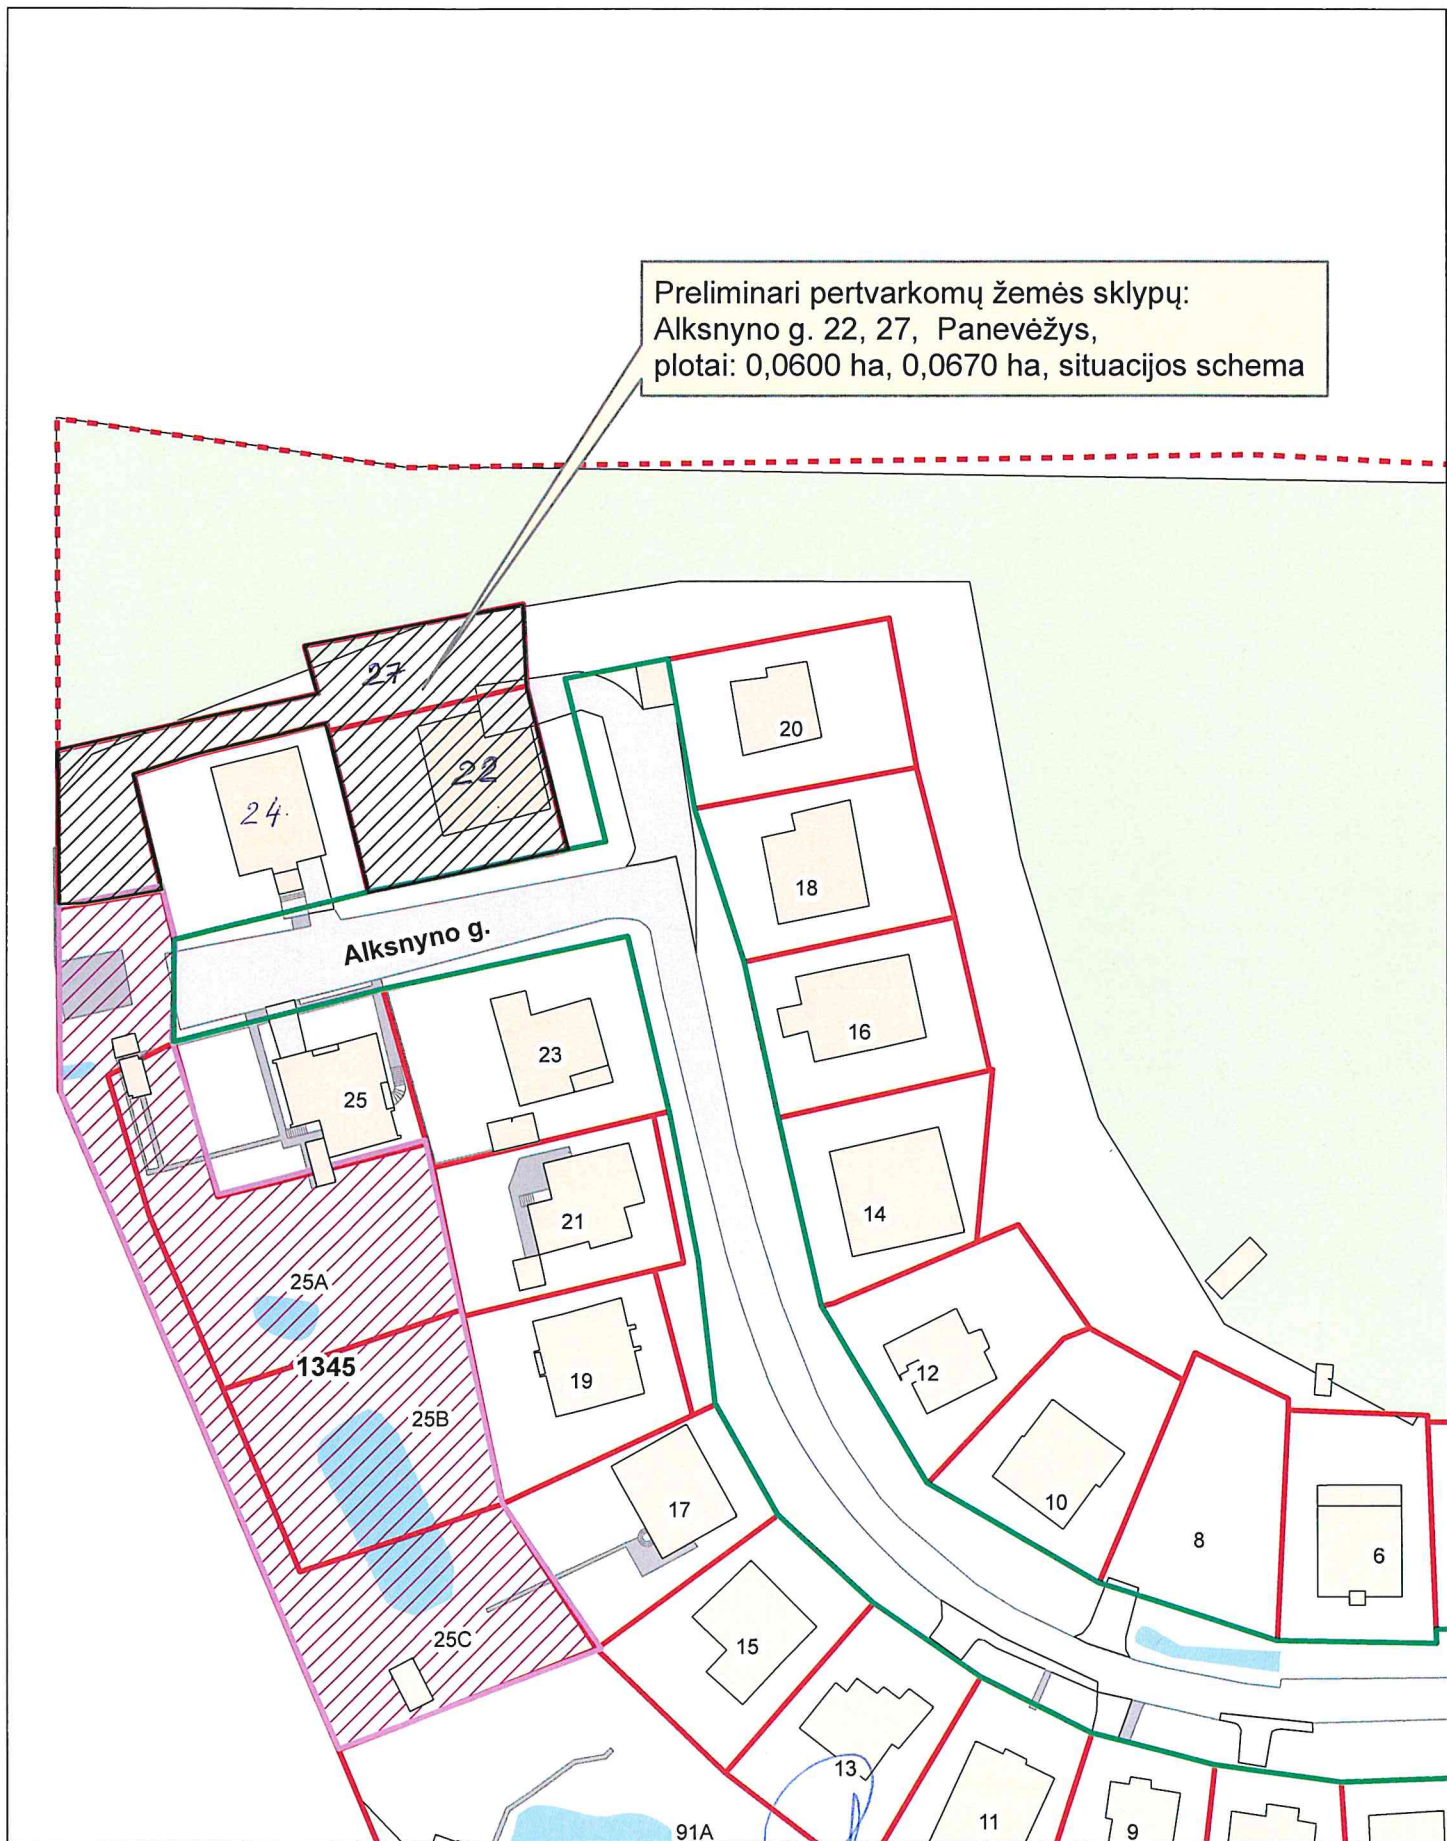 Preliminari pertvarkomų žemės sklypų:
Alksnyno g. 22, 27, Panevėžys,
plotai: 0,0600 ha, 0,0670 ha, situacijos schema
27
20
22
24.
18
Alksnyno g.
16
23
25
14
21
25A
1345
12
19
25B
10
17
8
6
25C
15
13
11
91A
9